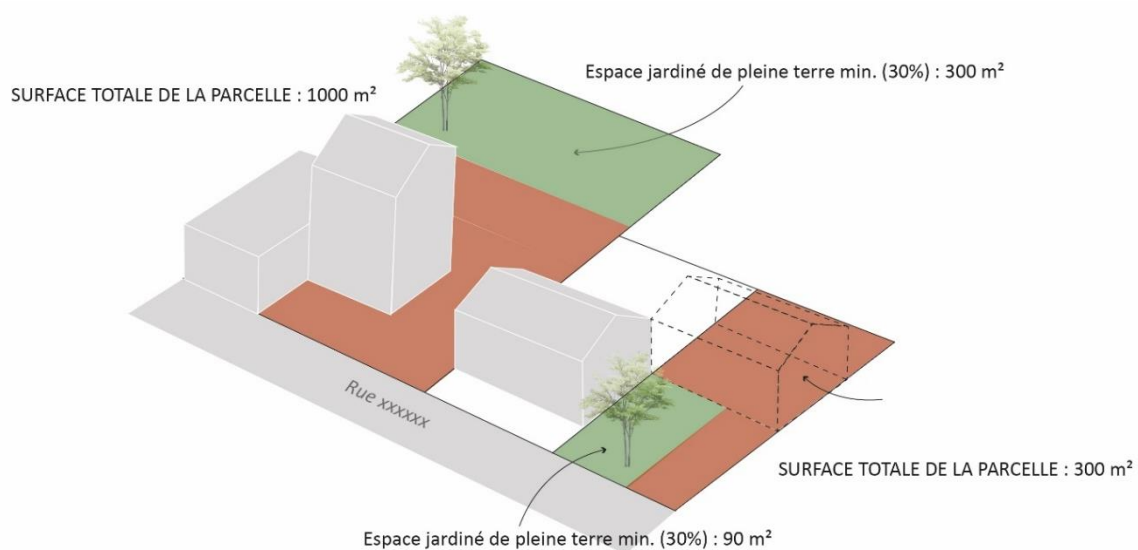 Espace jardiné de pleine terre min. (30%) : 300 m²
SURFACE TOTALE DE LA PARCELLE : 1000 m²
Rue xxxxxx
SURFACE TOTALE DE LA PARCELLE : 300 m²
Espace jardiné de pleine terre min. (30%) : 90 m²